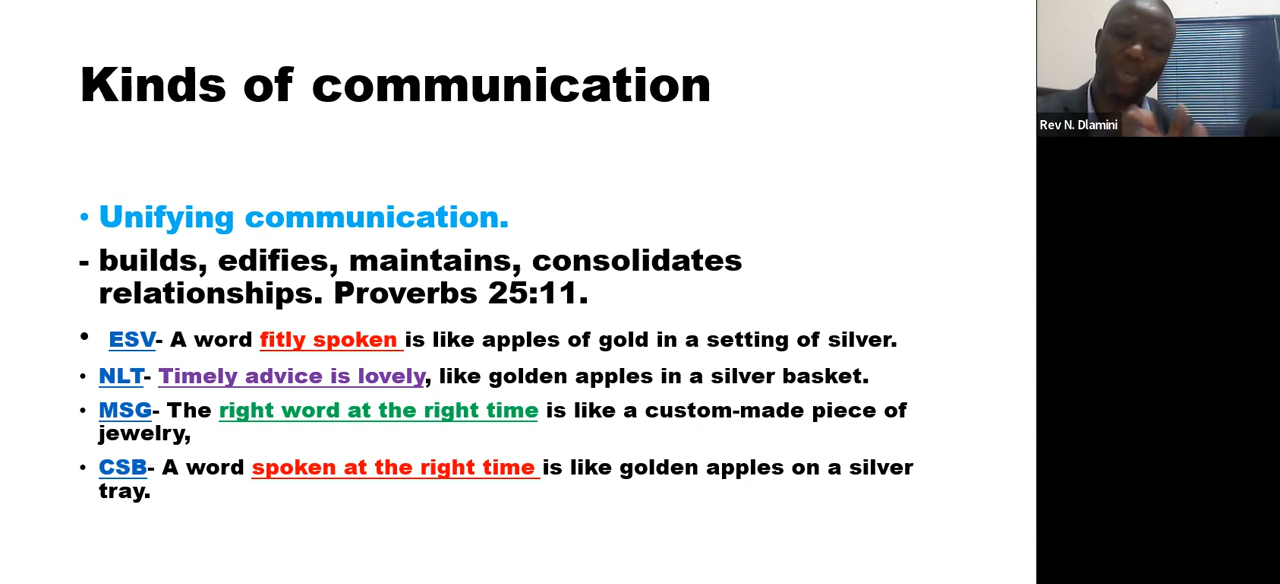 Kinds of communication
Rev N. Dlamini
• Unifying communication.
- builds, edifies, maintains, consolidates
relationships. Proverbs 25:11.
• ESV- A word fitly spoken is like apples of gold in a setting of silver.
• NLT- Timely advice is lovely, like golden apples in a silver basket.
• MSG- The right word at the right time is like a custom-made piece of
jewelry,
• CSB- A word spoken at the right time is like golden apples on a silver
tray.